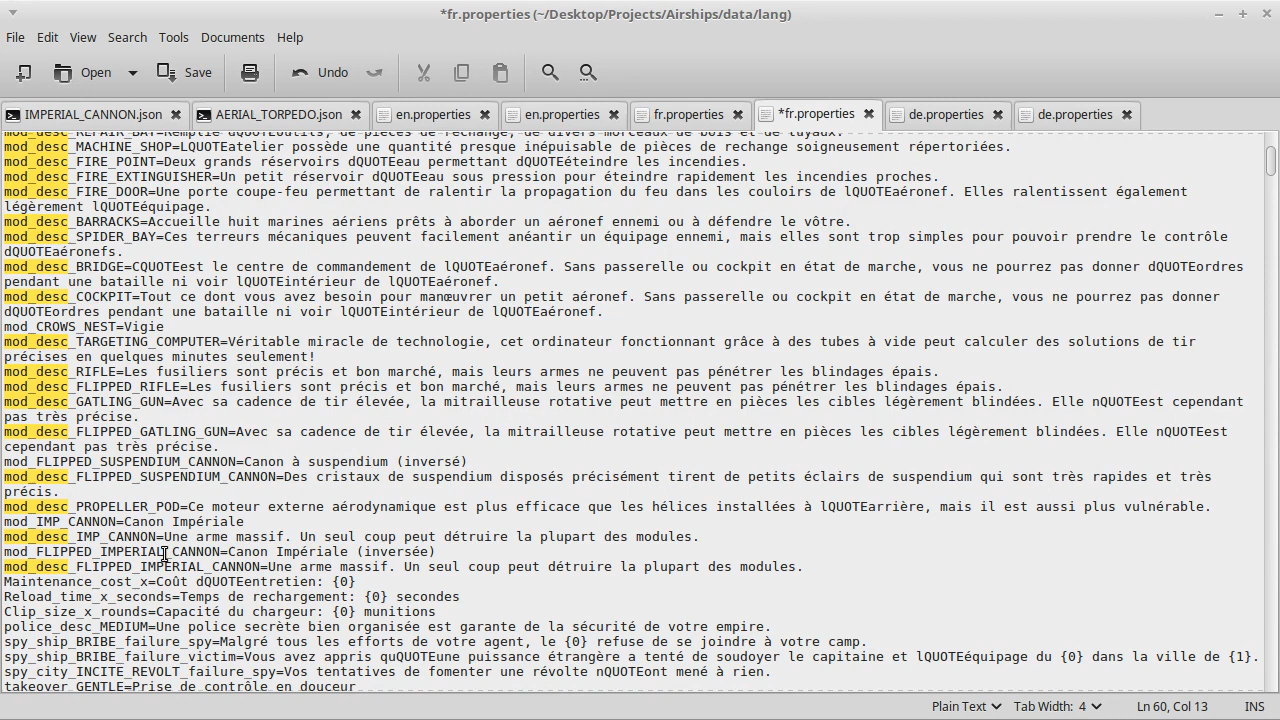 *fr.properties (~/Desktop/Projects/Airships/data/lang)
File Edit View Search Tools Documents Help
Open Save Undo
IMPERIAL_CANNON.json AERIAL_TORPEDO.json en.properties en.properties fr.properties *fr.properties de.properties de.properties
mod_desc_REPAIR_BAY=Remplie dQUOTEoutils, de pièces de rechange, de divers morceaux de bois et de tuyaux.
mod_desc_MACHINE_SHOP=LQUOTEatelier possède une quantité presque inépuisable de pièces de rechange soigneusement répertoriées.
mod_desc_FIRE_POINT=Deux grands réservoirs dQUOTEeau permettant dQUOTEéteindre les incendies.
mod_desc_FIRE_EXTINGUISHER=Un petit réservoir dQUOTEeau sous pression pour éteindre rapidement les incendies proches.
mod_desc_FIRE_DOOR=Une porte coupe-feu permettant de ralentir la propagation du feu dans les couloirs de lQUOTEaéronef. Elles ralentissent également
légèrement lQUOTEéquipage.
mod_desc_BARRACKS=Accueille huit marines aériens prêts à aborder un aéronef ennemi ou à défendre le vôtre.
mod_desc_SPIDER_BAY=Ces terreurs mécaniques peuvent facilement anéantir un équipage ennemi, mais elles sont trop simples pour pouvoir prendre le contrôle
dQUOTEaéronefs.
mod_desc_BRIDGE=CQUOTEest le centre de commandement de lQUOTEaéronef. Sans passerelle ou cockpit en état de marche, vous ne pourrez pas donner dQUOTEordres
pendant une bataille ni voir lQUOTEintérieur de lQUOTEaéronef.
mod_desc_COCKPIT=Tout ce dont vous avez besoin pour manœuvrer un petit aéronef. Sans passerelle ou cockpit en état de marche, vous ne pourrez pas donner
dQUOTEordres pendant une bataille ni voir lQUOTEintérieur de lQUOTEaéronef.
mod_CROWS_NEST=Vigie
mod_desc_TARGETING_COMPUTER=Véritable miracle de technologie, cet ordinateur fonctionnant grâce à des tubes à vide peut calculer des solutions de tir
précises en quelques minutes seulement!
mod_desc_RIFLE=Les fusiliers sont précis et bon marché, mais leurs armes ne peuvent pas pénétrer les blindages épais.
mod_desc_FLIPPED_RIFLE=Les fusiliers sont précis et bon marché, mais leurs armes ne peuvent pas pénétrer les blindages épais.
mod_desc_GATLING_GUN=Avec sa cadence de tir élevée, la mitrailleuse rotative peut mettre en pièces les cibles légèrement blindées. Elle nQUOTEest cependant
pas très précise.
mod_desc_FLIPPED_GATLING_GUN=Avec sa cadence de tir élevée, la mitrailleuse rotative peut mettre en pièces les cibles légèrement blindées. Elle nQUOTEest
cependant pas très précise.
mod_FLIPPED_SUSPENDIUM_CANNON=Canon à suspendium (inversé)
mod_desc_FLIPPED_SUSPENDIUM_CANNON=Des cristaux de suspendium disposés précisément tirent de petits éclairs de suspendium qui sont très rapides et très
précis.
mod_desc_PROPELLER_POD=Ce moteur externe aérodynamique est plus efficace que les hélices installées à lQUOTEarrière, mais il est aussi plus vulnérable.
mod_IMP_CANNON=Canon Impériale
mod_desc_IMP_CANNON=Une arme massif. Un seul coup peut détruire la plupart des modules.
mod_FLIPPED_IMPERIAL_CANNON=Canon Impériale (inversée)
mod_desc_FLIPPED_IMPERIAL_CANNON=Une arme massif. Un seul coup peut détruire la plupart des modules.
Maintenance_cost_x=Coût dQUOTEentretien: {0}
Reload_time_x_seconds=Temps de rechargement: {0} secondes
Clip_size_x_rounds=Capacité du chargeur: {0} munitions
police_desc_MEDIUM=Une police secrète bien organisée est garante de la sécurité de votre empire.
spy_ship_BRIBE_failure_spy=Malgré tous les efforts de votre agent, le {0} refuse de se joindre à votre camp.
spy_ship_BRIBE_failure_victim=Vous avez appris quQUOTEune puissance étrangère a tenté de soudoyer le capitaine et lQUOTEéquipage du {0} dans la ville de {1}.
spy_city_INCITE_REVOLT_failure_spy=Vos tentatives de fomenter une révolte nQUOTEont mené à rien.
takeover_GENTLE=Prise de contrôle en douceur
Plain Text Tab Width: 4 Ln 60, Col 13 INS